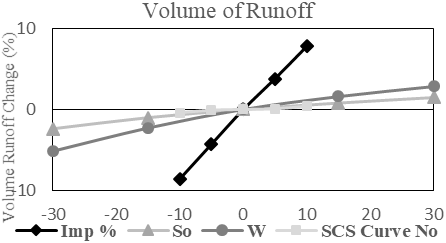 Volume of Runoff
Volume Runoff Change (%)
10
0
-10
-30 -20 -10 0 10 20 30
Imp % So W SCS Curve No